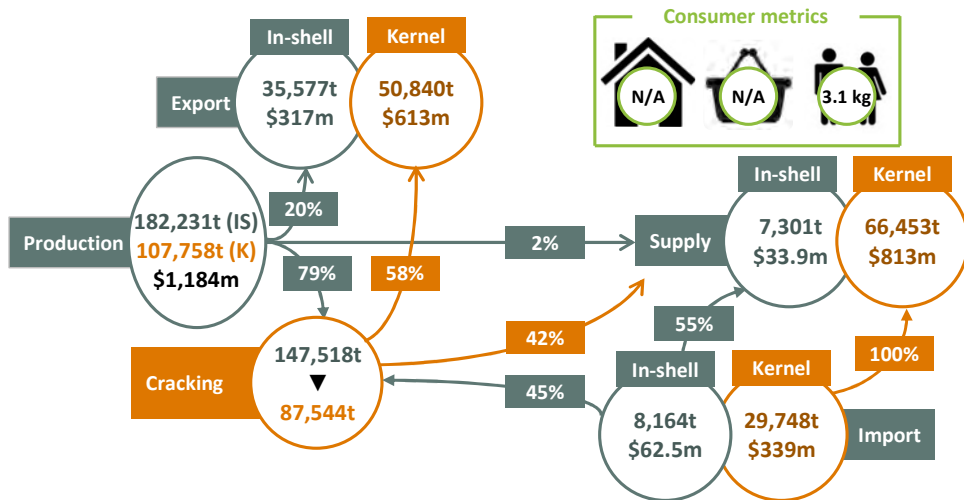 Consumer metrics
N/A
N/A
3.1 kg
In-shell
Kernel
Export
35,577t
$317m
50,840t
$613m
20%
Production
182,231t (IS)
107,758t (K)
$1,184m
79%
58%
2%
Supply
In-shell
Kernel
7,301t
$33.9m
66,453t
$813m
55%
42%
100%
Cracking
147,518t
▼
87,544t
45%
In-shell
Kernel
8,164t
$62.5m
29,748t
$339m
Import